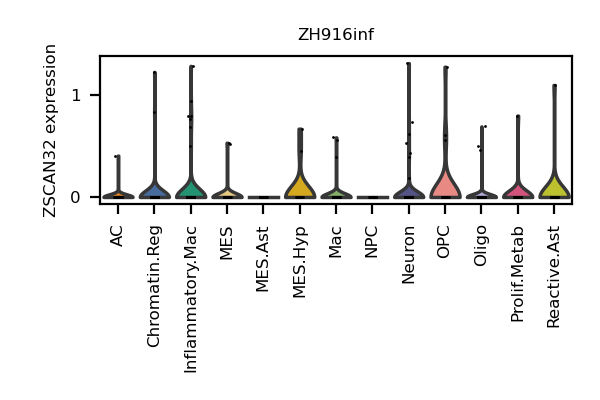 ZH916inf
ZSCAN32 expression
1
0
AC
Chromatin.Reg
Inflammatory.Mac
MES
MES.Ast
MES.Hyp
Mac
NPC
Neuron
OPC
Oligo
Prolif.Metab
Reactive.Ast